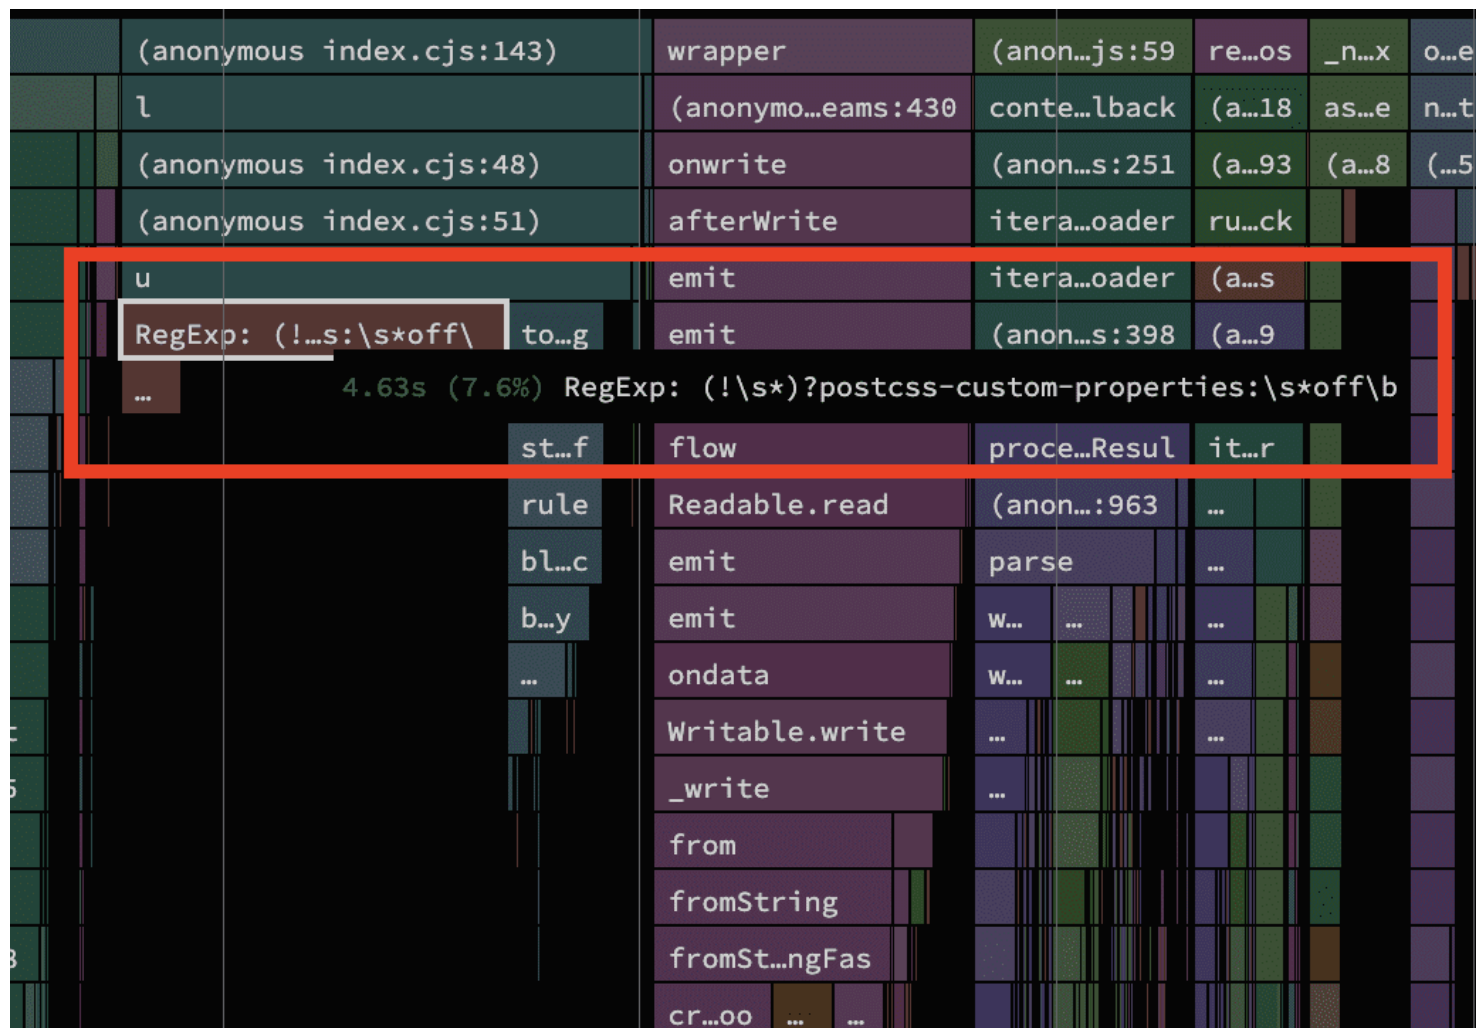 (anonymous index.cjs:143) wrapper (anon…js:59 re…os _n…x o…e
l (anonymo…eams:430 conte…lback (a…18 as…e n…t
(anonymous index.cjs:48) onwrite (anon…s:251 (a…93 (a…8 (…5
(anonymous index.cjs:51) afterWrite itera…oader ru…ck
u emit itera…oader (a…s
RegExp: (!…s:\s*off\ to…g emit (anon…s:398 (a…9
… 4.63s (7.6%) RegExp: (!\s*)?postcss-custom-properties:\s*off\b
st…f flow proce…Resul it…r
rule Readable.read (anon…:963 …
bl…c emit parse …
b…y emit w… … …
… ondata w… … …
Writable.write … …
_write …
from
fromString
fromSt…ngFas
cr…oo … …